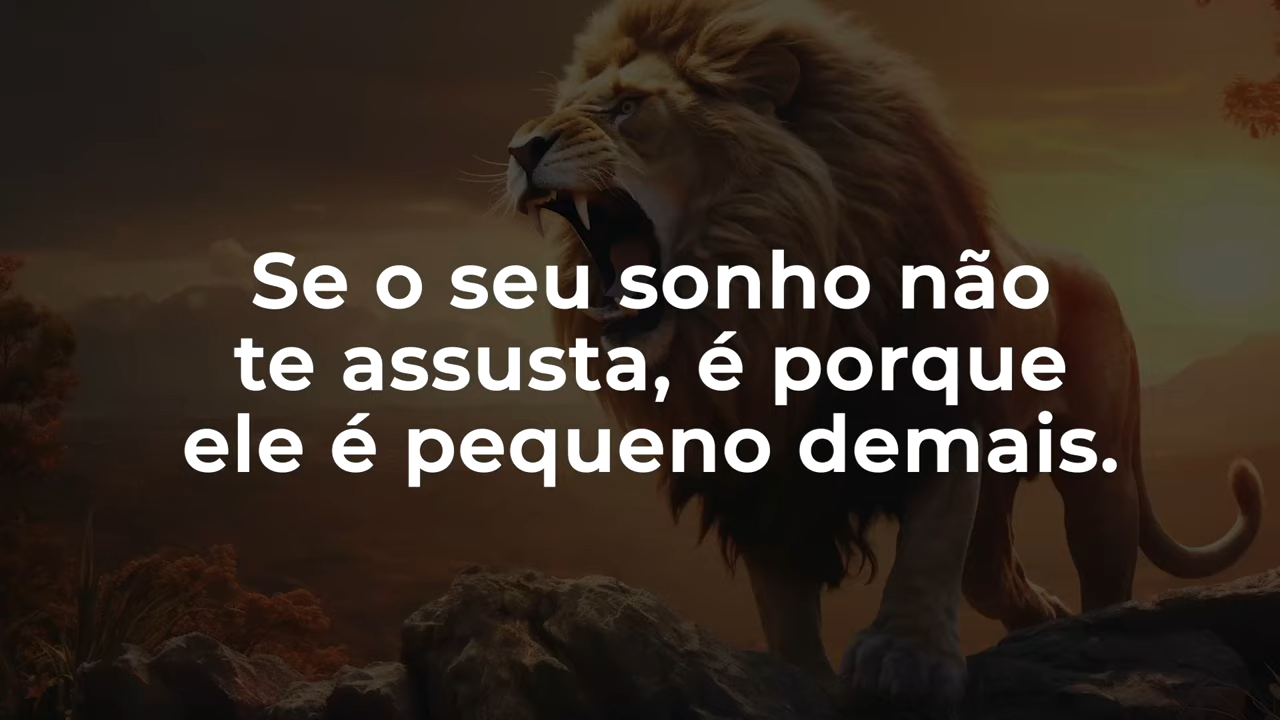 Se o seu sonho não
te assusta, é porque
ele é pequeno demais.